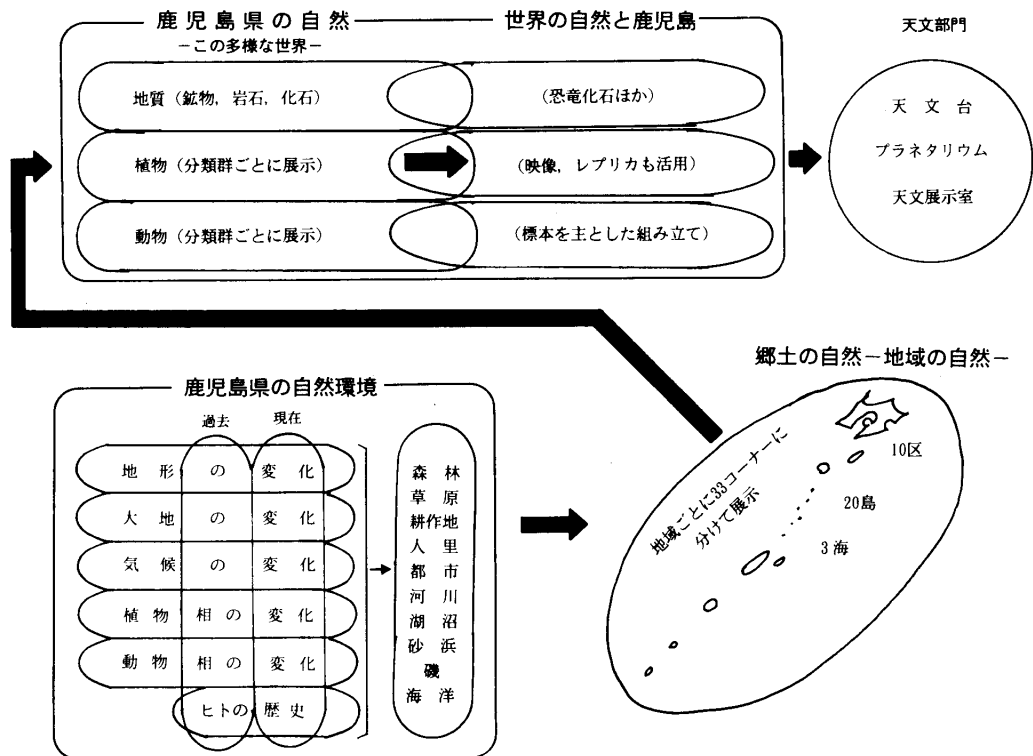 鹿児島県の自然
－この多様な世界－
世界の自然と鹿児島
地質（鉱物，岩石，化石）
（恐竜化石ほか）
植物（分類群ごとに展示）
（映像，レプリカも活用）
動物（分類群ごとに展示）
（標本を主とした組み立て）
天文部門
天文台
プラネタリウム
天文展示室
鹿児島県の自然環境
過去
現在
地形の変化
大地の変化
気候の変化
植物相の変化
動物相の変化
ヒトの歴史
森林
草原
耕作地
人里
都市
河川
湖沼
砂浜
磯
海洋
郷土の自然－地域の自然－
地域ごとに33コーナーに
分けて展示
10区
20島
3海